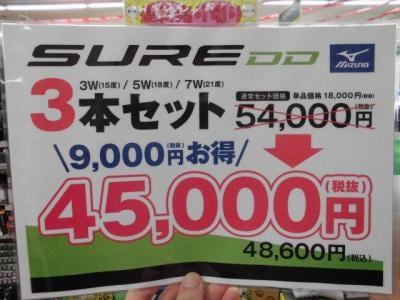 SURE DD
MIZUNO
3W(15度) / 5W(18度) / 7W(21度)
3本セット
通常セット価格 単品価格 18,000円(税抜)
54,000円(税抜)
9,000円(税抜)お得
45,000円(税抜)
48,600円(税込)